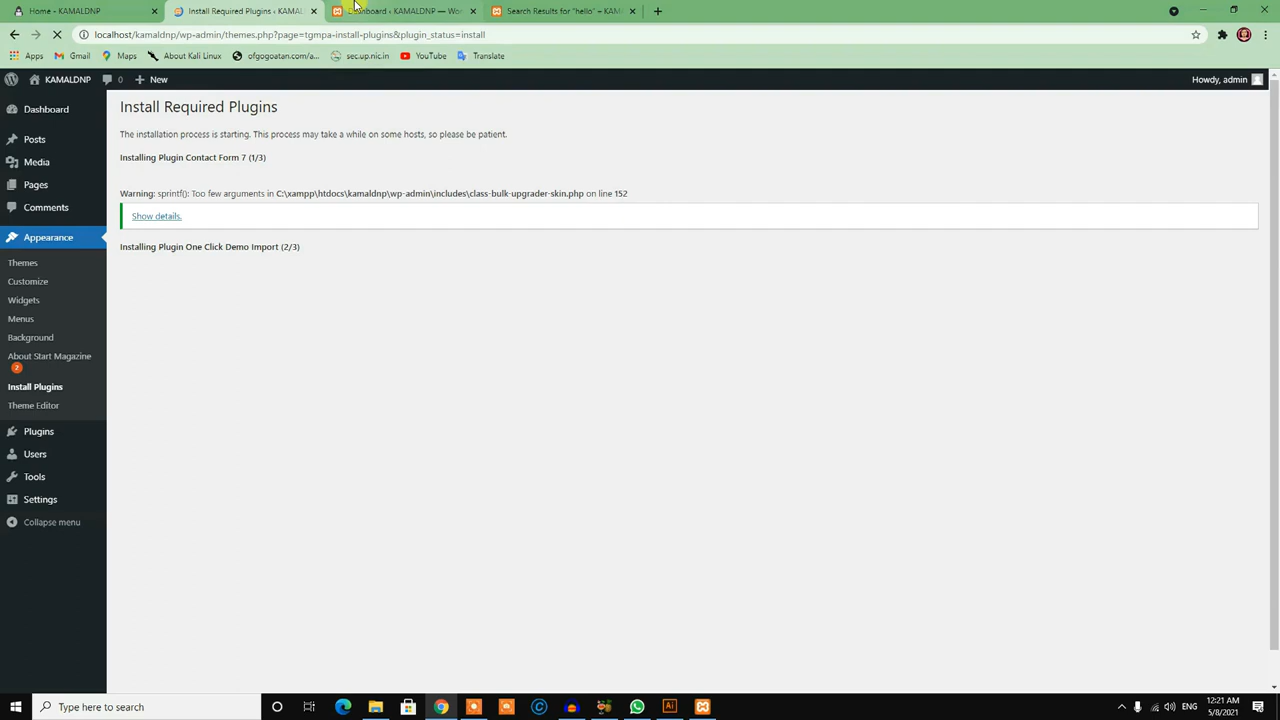 Home - KAMALDNP
Install Required Plugins ‹ KAMAL
Dashboard ‹ KAMALDNP — Wor
Search Results for "hello" – KAM
localhost/kamaldnp/wp-admin/themes.php?page=tgmpa-install-plugins&plugin_status=install
Apps
Gmail
Maps
About Kali Linux
ofgogoatan.com/a...
sec.up.nic.in
YouTube
Translate
KAMALDNP
0
New
Howdy, admin
Dashboard
Posts
Media
Pages
Comments
Appearance
Themes
Customize
Widgets
Menus
Background
About Start Magazine
2
Install Plugins
Theme Editor
Plugins
Users
Tools
Settings
Collapse menu
Install Required Plugins
The installation process is starting. This process may take a while on some hosts, so please be patient.
Installing Plugin Contact Form 7 (1/3)
Warning: sprintf(): Too few arguments in C:\xampp\htdocs\kamaldnp\wp-admin\includes\class-bulk-upgrader-skin.php on line 152
Show details.
Installing Plugin One Click Demo Import (2/3)
Type here to search
ENG
12:21 AM
5/8/2021